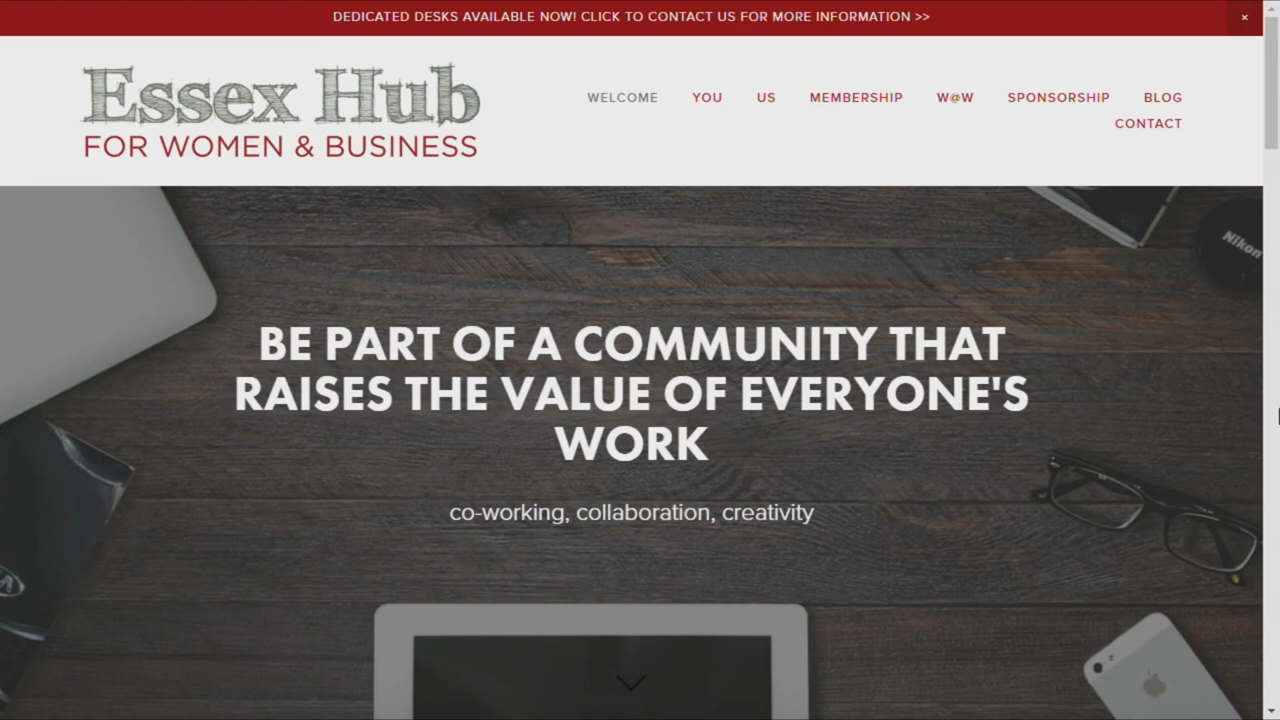 DEDICATED DESKS AVAILABLE NOW! CLICK TO CONTACT US FOR MORE INFORMATION >>
×
Essex Hub
FOR WOMEN & BUSINESS
WELCOME YOU US MEMBERSHIP W@W SPONSORSHIP BLOG
CONTACT
Nikon
BE PART OF A COMMUNITY THAT
RAISES THE VALUE OF EVERYONE'S
WORK
co-working, collaboration, creativity